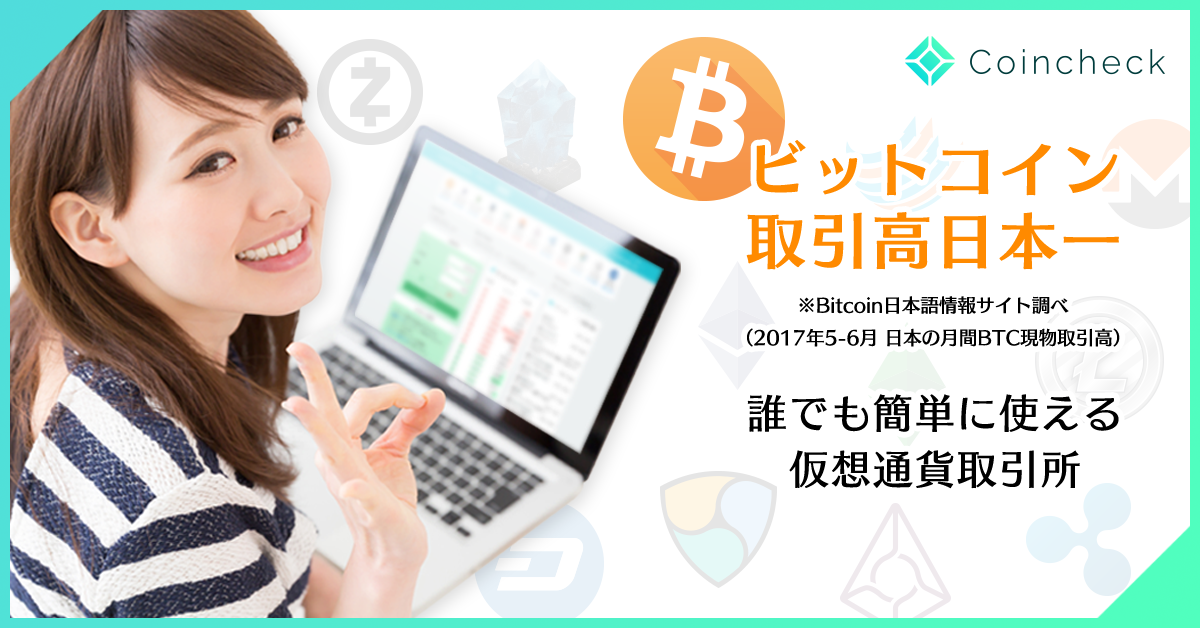 Coincheck
ビットコイン
取引高日本一
※Bitcoin日本語情報サイト調べ
（2017年5-6月 日本の月間BTC現物取引高）
誰でも簡単に使える
仮想通貨取引所